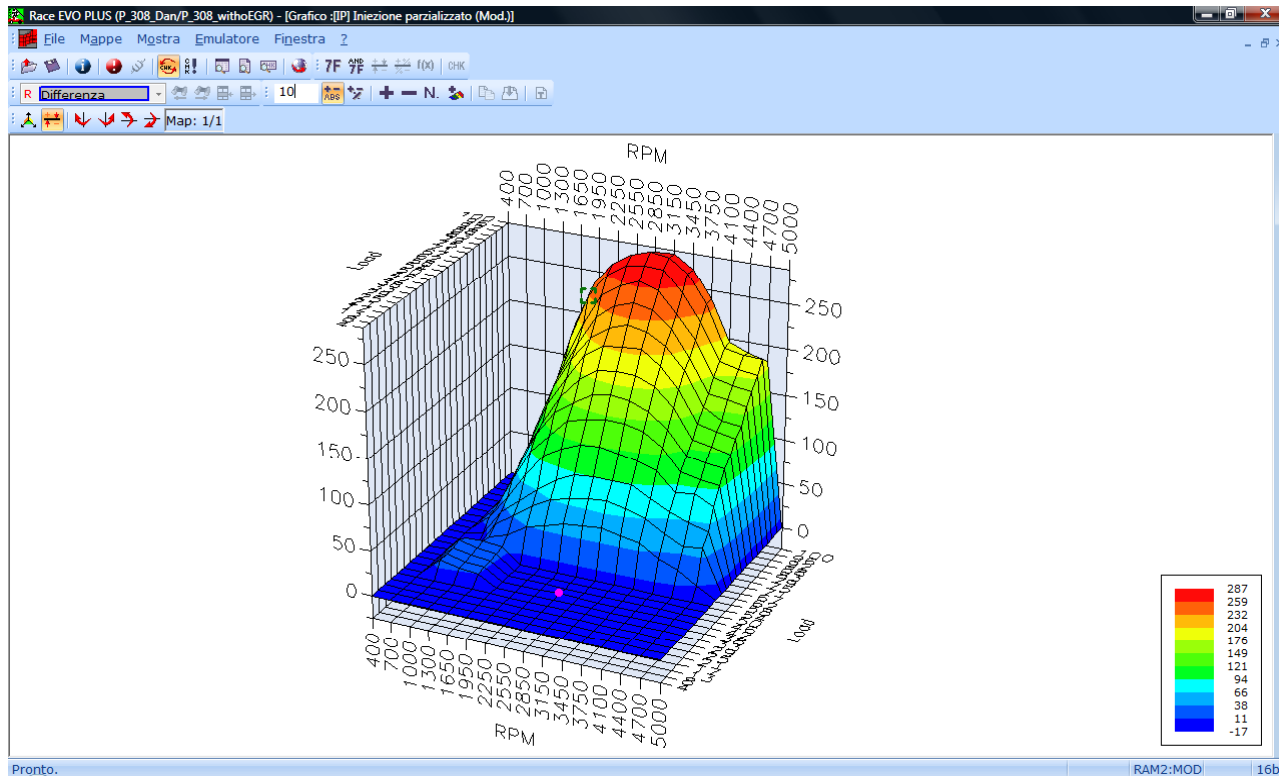 Race EVO PLUS (P_308_Dan/P_308_withoEGR) - [Grafico :[IP] Iniezione parzializzato (Mod.)]
File Mappe Mostra Emulatore Finestra ?
7F AMP 7F f(x) CHK
R Differenza 10 ABS N.
Map: 1/1
RPM
400 700 1000 1300 1650 1950 2250 2550 2850 3150 3450 3750 4100 4400 4700 5000
Load
250
200
150
100
50
0
250
200
150
100
50
0
Load
400 700 1000 1300 1650 1950 2250 2550 2850 3150 3450 3750 4100 4400 4700 5000
RPM
287
259
232
204
176
149
121
94
66
38
11
-17
Pronto. RAM2:MOD 16b